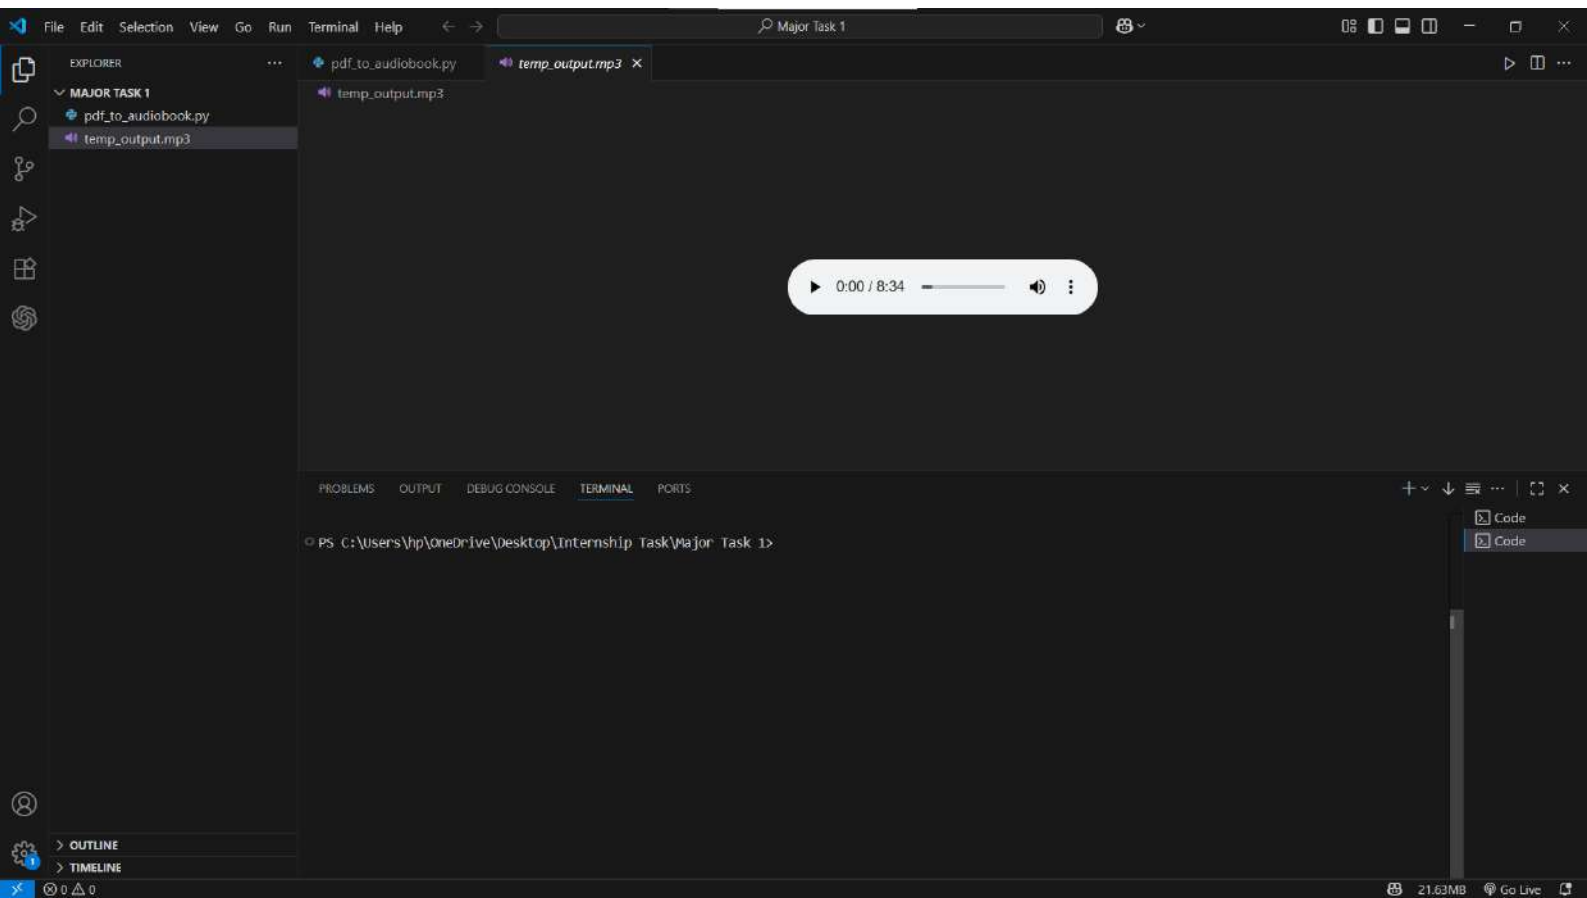 File Edit Selection View Go Run Terminal Help
Major Task 1
EXPLORER
pdf_to_audiobook.py
temp_output.mp3
MAJOR TASK 1
temp_output.mp3
pdf_to_audiobook.py
temp_output.mp3
0:00 / 8:34
PROBLEMS OUTPUT DEBUG CONSOLE TERMINAL PORTS
Code
PS C:\Users\hp\OneDrive\Desktop\Internship Task\Major Task 1>
Code
OUTLINE
1
TIMELINE
0 0
21.63MB Go Live